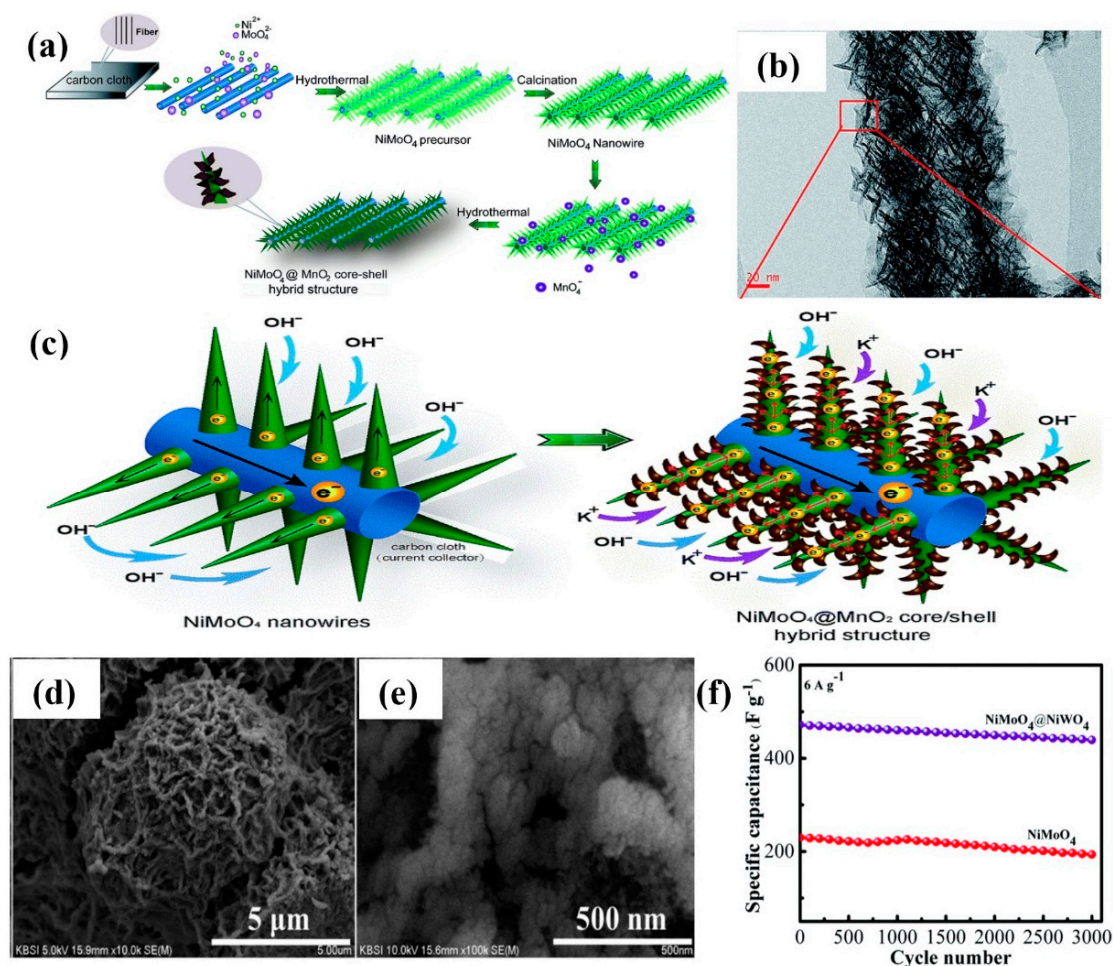 (a)
Fiber
carbon cloth
Ni²⁺
MoO₄²⁻
Hydrothermal
NiMoO₄ precursor
Calcination
NiMoO₄ Nanowire
MnO₄⁻
Hydrothermal
NiMoO₄@ MnO₂ core-shell
hybrid structure
(b)
20 nm
(c)
OH⁻
OH⁻
OH⁻
e⁻
e⁻
e⁻
e⁻
e⁻
e⁻
e⁻
e⁻
e⁻
OH⁻
OH⁻
carbon cloth
(current collector)
NiMoO₄ nanowires
OH⁻
K⁺
OH⁻
K⁺
OH⁻
e⁻
K⁺
OH⁻
K⁺
OH⁻
NiMoO₄@MnO₂ core/shell
hybrid structure
(d)
5 μm
KBSI 5.0kV 15.9mm x10.0k SE(M)
5.00um
(e)
500 nm
KBSI 10.0kV 15.6mm x100k SE(M)
500nm
(f)
6 A g⁻¹
NiMoO₄@NiWO₄
NiMoO₄
Specific capacitance (F g⁻¹)
600
400
200
0 500 1000 1500 2000 2500 3000
Cycle number